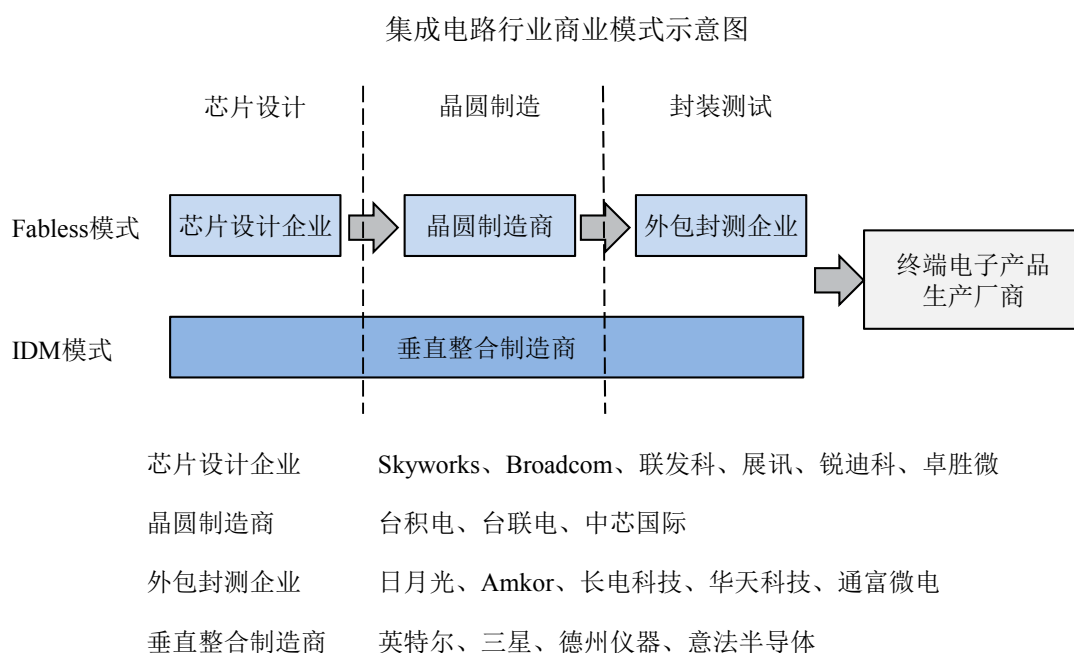 集成电路行业商业模式示意图
芯片设计 晶圆制造 封装测试
Fabless模式 芯片设计企业 晶圆制造商 外包封测企业
终端电子产品
生产厂商
IDM模式 垂直整合制造商
芯片设计企业 Skyworks、Broadcom、联发科、展讯、锐迪科、卓胜微
晶圆制造商 台积电、台联电、中芯国际
外包封测企业 日月光、Amkor、长电科技、华天科技、通富微电
垂直整合制造商 英特尔、三星、德州仪器、意法半导体